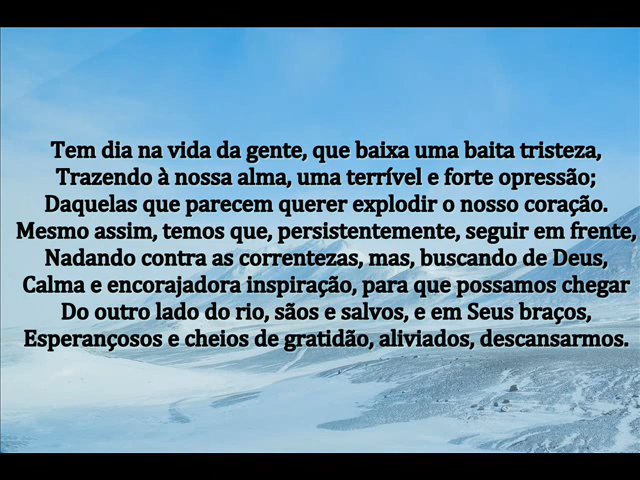 Tem dia na vida da gente, que baixa uma baita tristeza,
Trazendo à nossa alma, uma terrível e forte opressão;
Daquelas que parecem querer explodir o nosso coração.
Mesmo assim, temos que, persistentemente, seguir em frente,
Nadando contra as correntezas, mas, buscando de Deus,
Calma e encorajadora inspiração, para que possamos chegar
Do outro lado do rio, sãos e salvos, e em Seus braços,
Esperançosos e cheios de gratidão, aliviados, descansarmos.